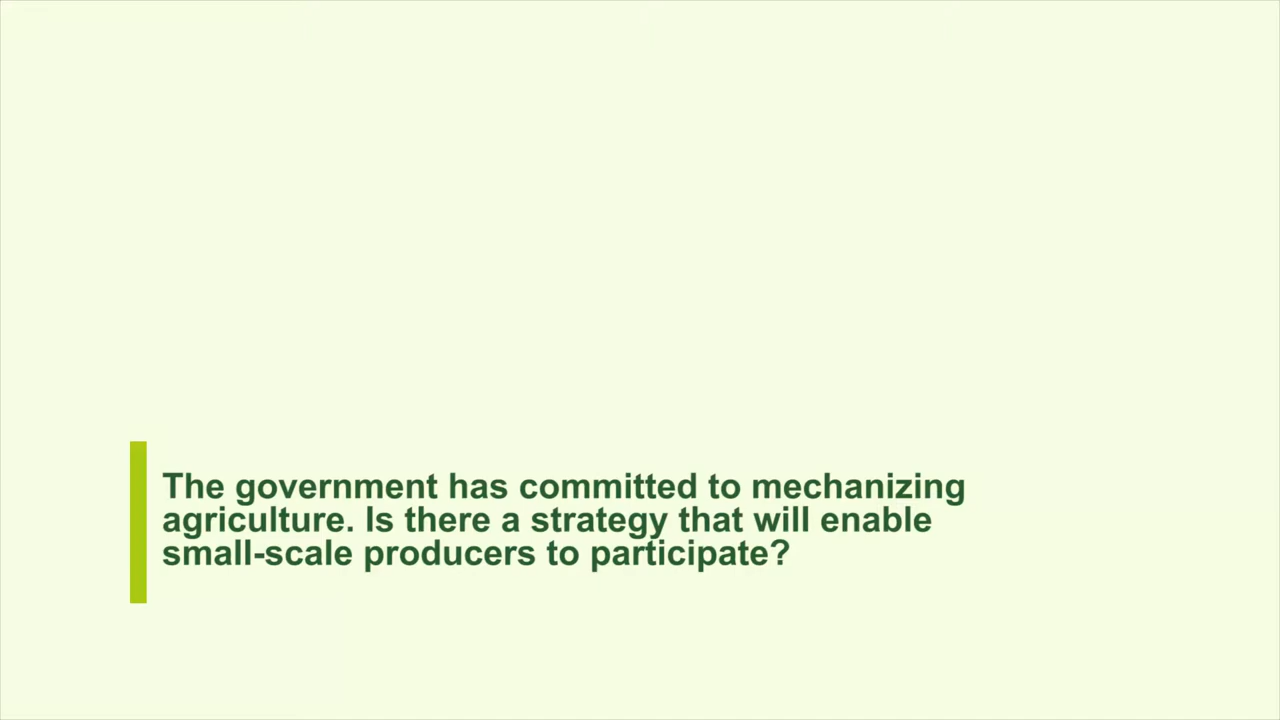 The government has committed to mechanizing
agriculture. Is there a strategy that will enable
small-scale producers to participate?